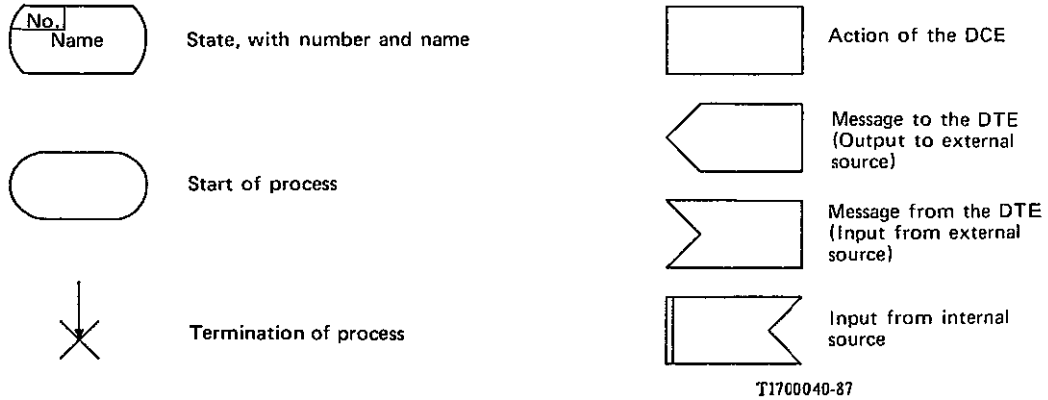 No.
Name
State, with number and name
Start of process
Termination of process
Action of the DCE
Message to the DTE
(Output to external
source)
Message from the DTE
(Input from external
source)
Input from internal
source
T1700040-87